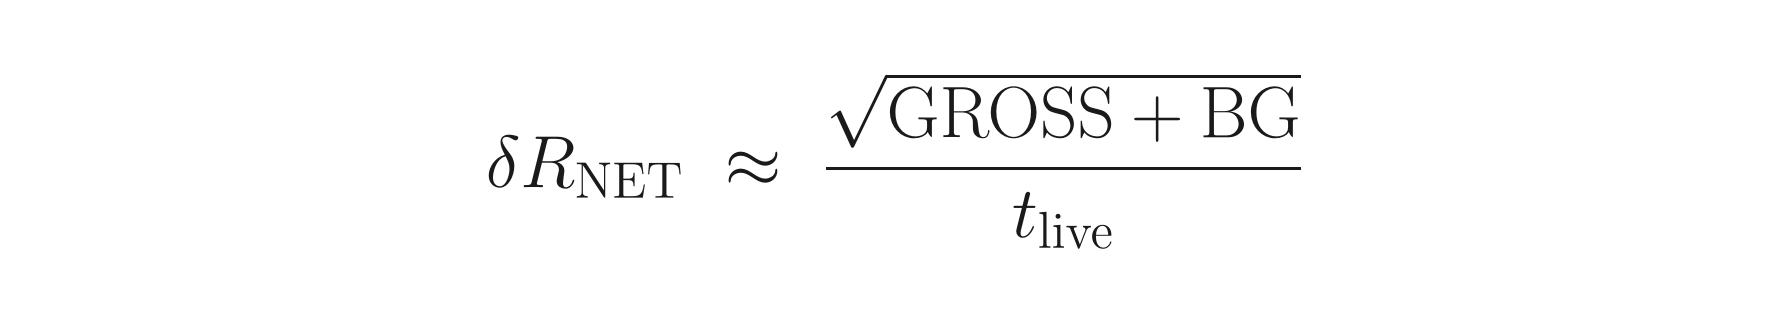 δR_NET ≈ √(GROSS + BG) / t_live